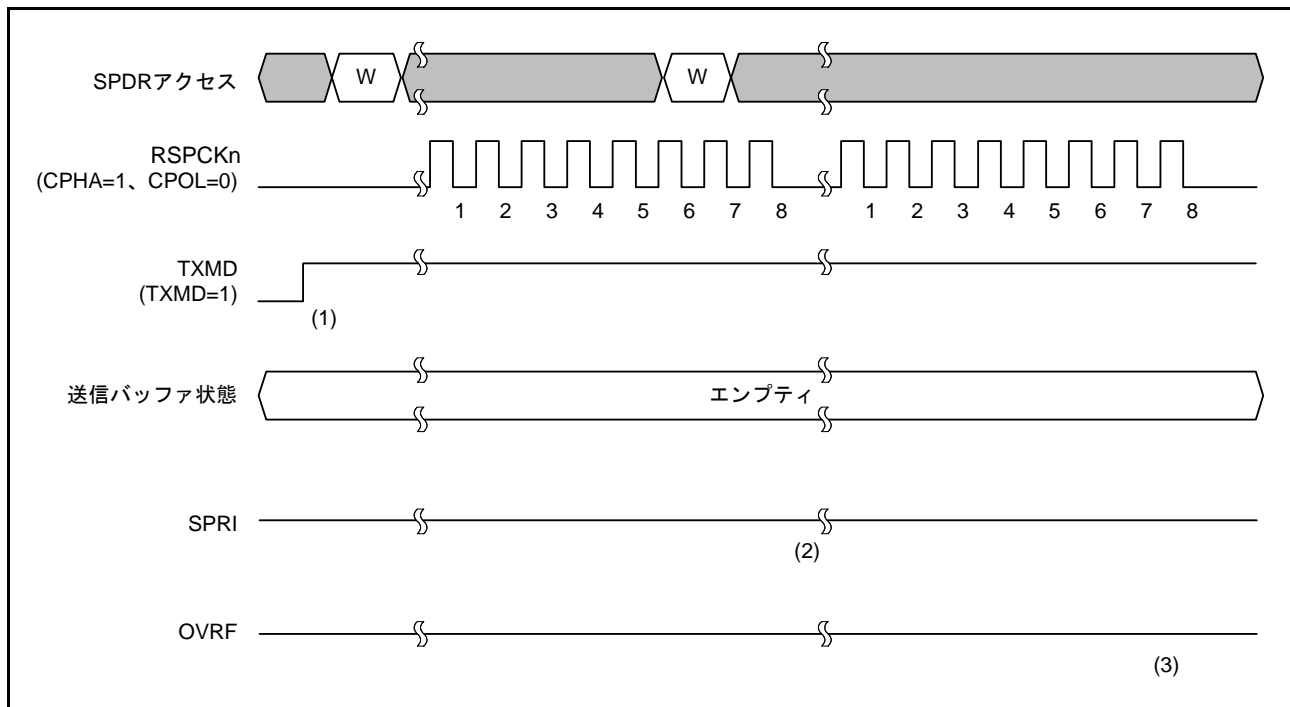 SPDRアクセス
W
W
RSPCKn
(CPHA=1、CPOL=0)
1 2 3 4 5 6 7 8 1 2 3 4 5 6 7 8
TXMD
(TXMD=1)
(1)
送信バッファ状態
エンプティ
SPRI
(2)
OVRF
(3)